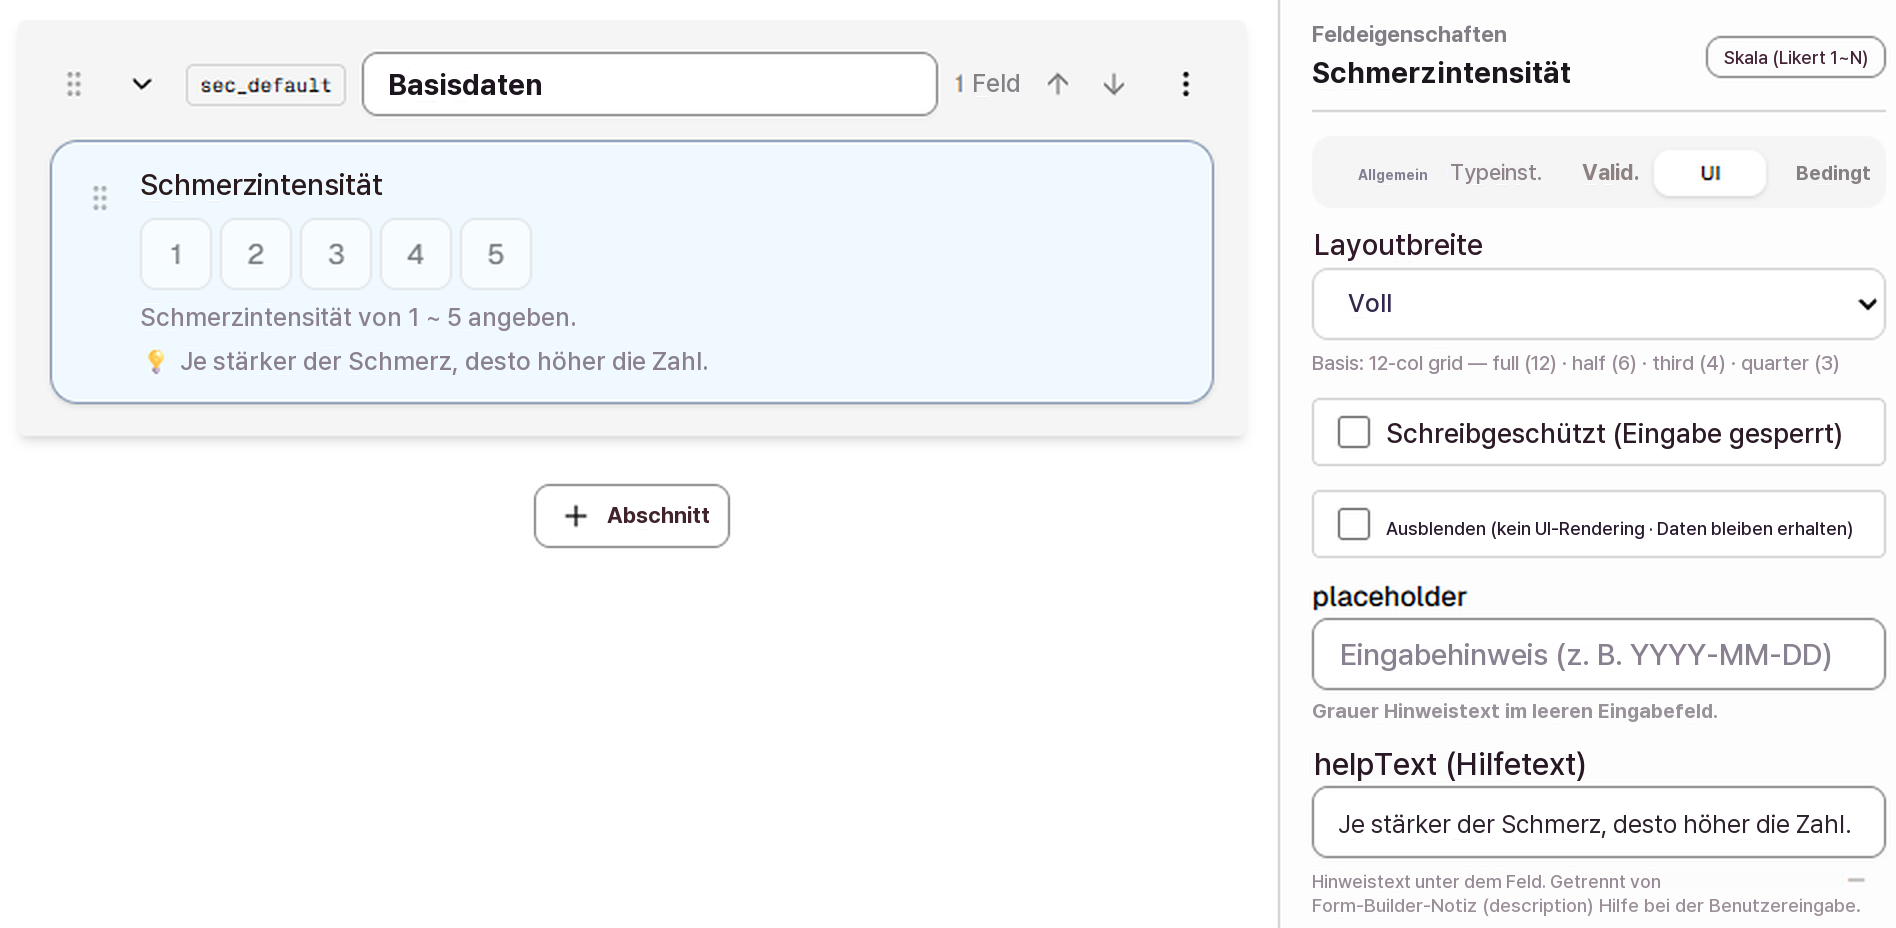 sec_default
Basisdaten
1 Feld
Schmerzintensität
1 2 3 4 5
Schmerzintensität von 1 ~ 5 angeben.
Je stärker der Schmerz, desto höher die Zahl.
Abschnitt
Feldeigenschaften
Schmerzintensität
Skala (Likert 1~N)
Allgemein Typeinst. Valid. UI Bedingt
Layoutbreite
Voll
Basis: 12-col grid — full (12) · half (6) · third (4) · quarter (3)
Schreibgeschützt (Eingabe gesperrt)
Ausblenden (kein UI-Rendering · Daten bleiben erhalten)
placeholder
Eingabehinweis (z. B. YYYY-MM-DD)
Grauer Hinweistext im leeren Eingabefeld.
helpText (Hilfetext)
Je stärker der Schmerz, desto höher die Zahl.
Hinweistext unter dem Feld. Getrennt von
Form-Builder-Notiz (description) Hilfe bei der Benutzereingabe.